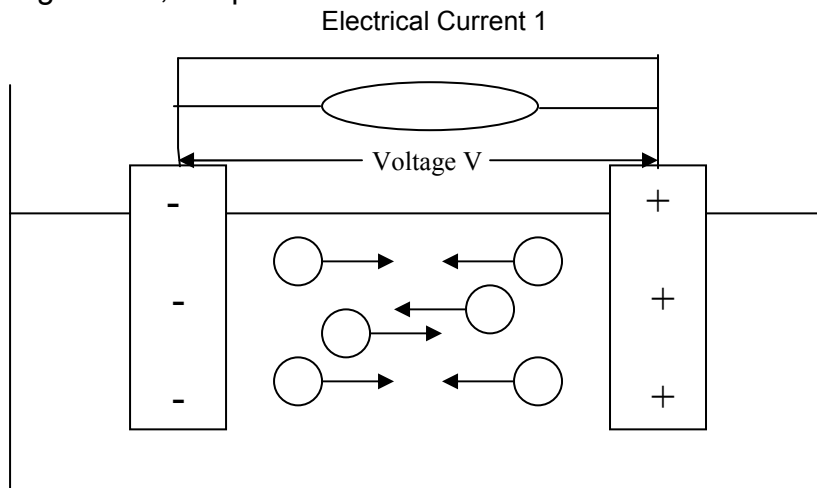 Electrical Current 1
Voltage V
- +
- +
- +